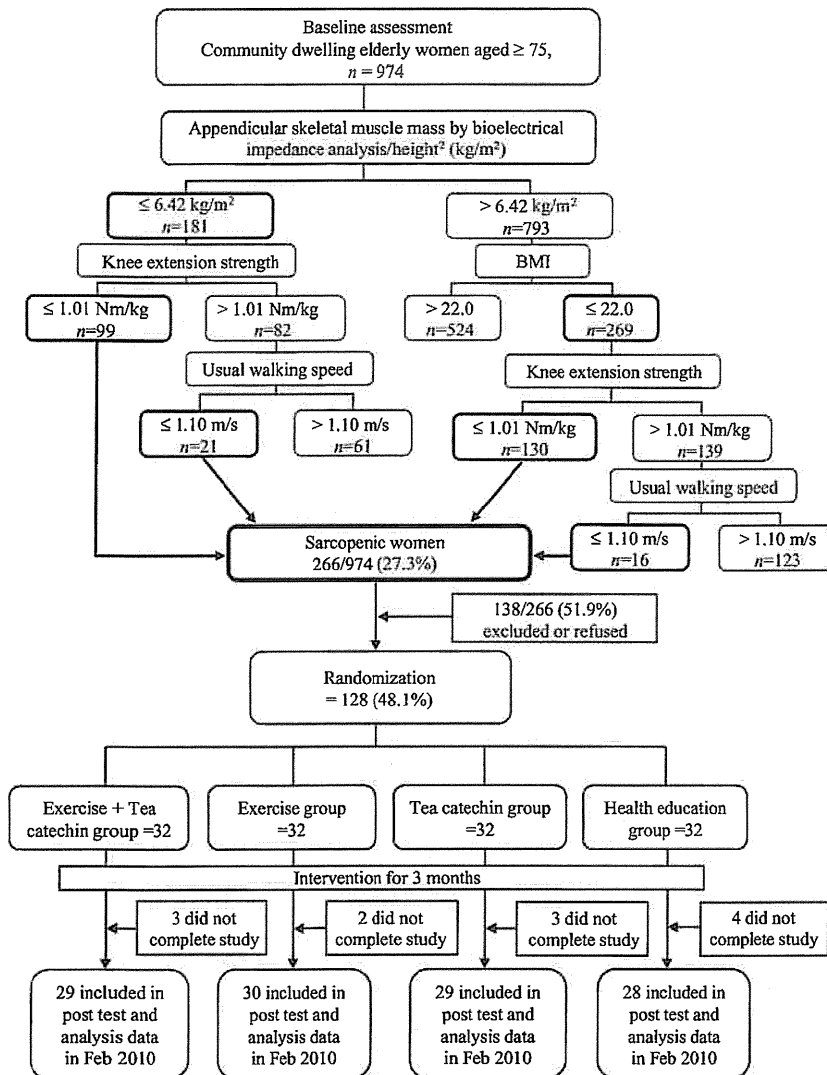 Baseline assessment
Community dwelling elderly women aged ≥ 75,
n = 974
Appendicular skeletal muscle mass by bioelectrical
impedance analysis/height² (kg/m²)
≤ 6.42 kg/m²
n=181
> 6.42 kg/m²
n=793
Knee extension strength
BMI
≤ 1.01 Nm/kg
n=99
> 1.01 Nm/kg
n=82
> 22.0
n=524
≤ 22.0
n=269
Usual walking speed
Knee extension strength
≤ 1.10 m/s
n=21
> 1.10 m/s
n=61
≤ 1.01 Nm/kg
n=130
> 1.01 Nm/kg
n=139
Usual walking speed
Sarcopenic women
266/974 (27.3%)
≤ 1.10 m/s
n=16
> 1.10 m/s
n=123
138/266 (51.9%)
excluded or refused
Randomization
= 128 (48.1%)
Exercise + Tea
catechin group =32
Exercise group
=32
Tea catechin group
=32
Health education
group =32
Intervention for 3 months
3 did not
complete study
2 did not
complete study
3 did not
complete study
4 did not
complete study
29 included in
post test and
analysis data
in Feb 2010
30 included in
post test and
analysis data
in Feb 2010
29 included in
post test and
analysis data
in Feb 2010
28 included in
post test and
analysis data
in Feb 2010